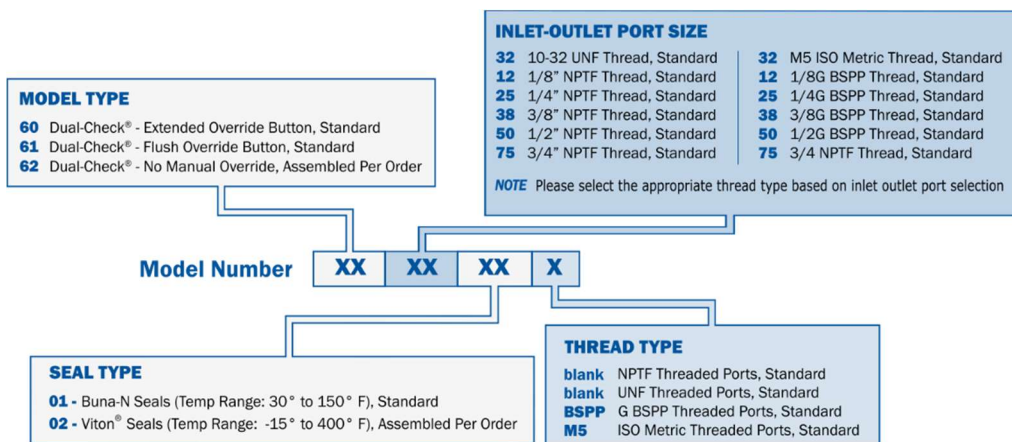 INLET-OUTLET PORT SIZE
32 10-32 UNF Thread, Standard
12 1/8” NPTF Thread, Standard
25 1/4” NPTF Thread, Standard
38 3/8” NPTF Thread, Standard
50 1/2” NPTF Thread, Standard
75 3/4” NPTF Thread, Standard
32 M5 ISO Metric Thread, Standard
12 1/8G BSPP Thread, Standard
25 1/4G BSPP Thread, Standard
38 3/8G BSPP Thread, Standard
50 1/2G BSPP Thread, Standard
75 3/4 NPTF Thread, Standard
NOTE Please select the appropriate thread type based on inlet outlet port selection
MODEL TYPE
60 Dual-Check® - Extended Override Button, Standard
61 Dual-Check® - Flush Override Button, Standard
62 Dual-Check® - No Manual Override, Assembled Per Order
Model Number XX XX XX X
SEAL TYPE
01 - Buna-N Seals (Temp Range: 30° to 150° F), Standard
02 - Viton® Seals (Temp Range: -15° to 400° F), Assembled Per Order
THREAD TYPE
blank NPTF Threaded Ports, Standard
blank UNF Threaded Ports, Standard
BSPP G BSPP Threaded Ports, Standard
M5 ISO Metric Threaded Ports, Standard